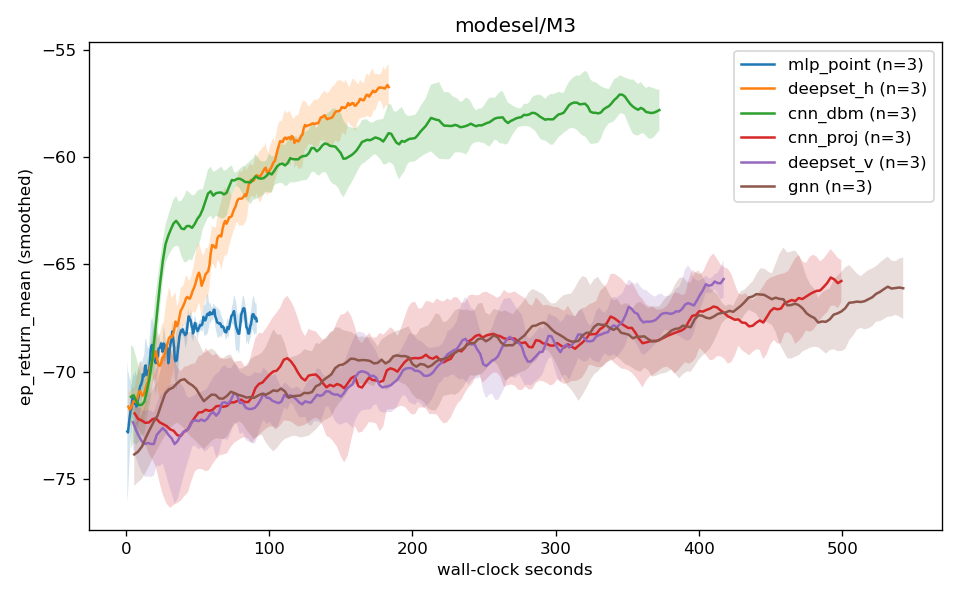 modesel/M3
−55
−60
−65
−70
−75
ep_return_mean (smoothed)
mlp_point (n=3)
deepset_h (n=3)
cnn_dbm (n=3)
cnn_proj (n=3)
deepset_v (n=3)
gnn (n=3)
0 100 200 300 400 500
wall-clock seconds